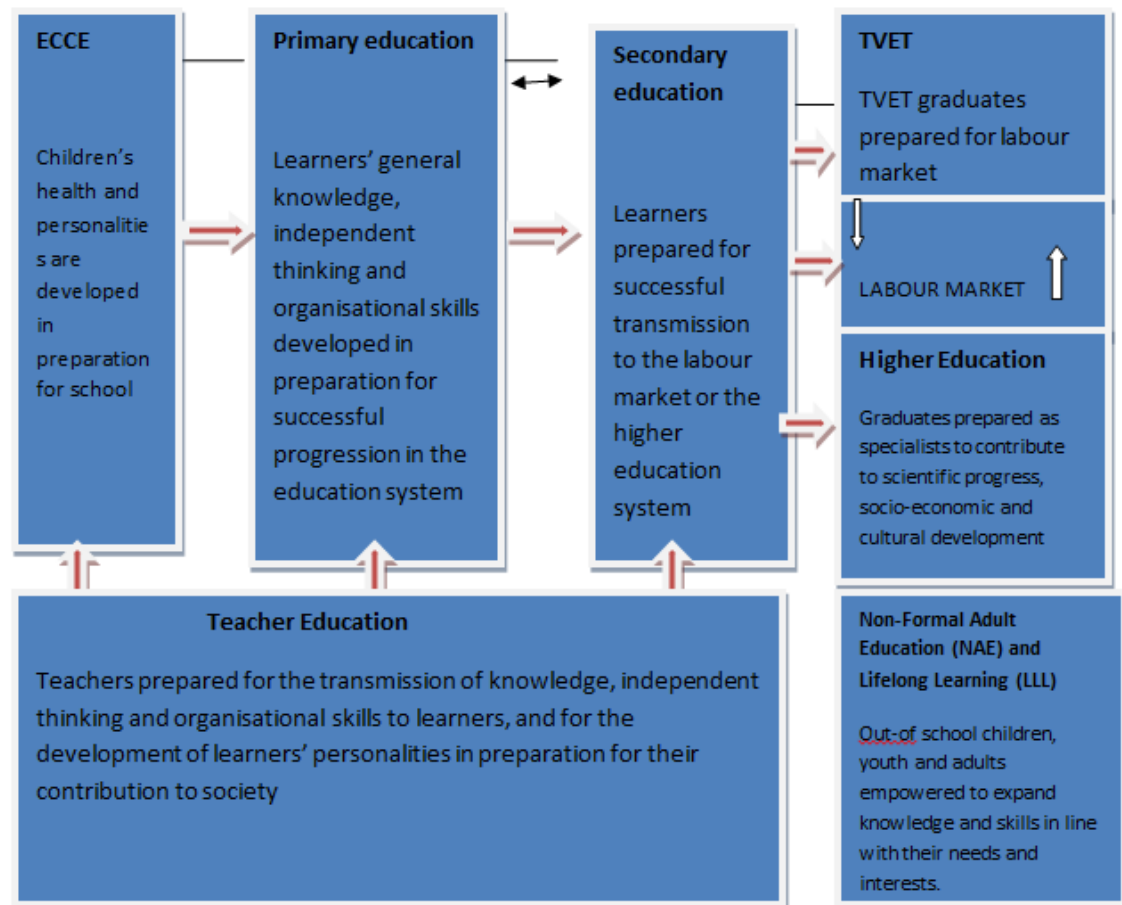 ECCE
Children's
health and
personalitie
s are
developed
in
preparation
for school
Primary education
Learners' general
knowledge,
independent
thinking and
organisational skills
developed in
preparation for
successful
progression in the
education system
Secondary
education
Learners
prepared for
successful
transmission
to the labour
market or the
higher
education
system
TVET
TVET graduates
prepared for labour
market
LABOUR MARKET
Higher Education
Graduates prepared as
specialists to contribute
to scientific progress,
socio-economic and
cultural development
Teacher Education
Teachers prepared for the transmission of knowledge, independent
thinking and organisational skills to learners, and for the
development of learners' personalities in preparation for their
contribution to society
Non-Formal Adult
Education (NAE) and
Lifelong Learning (LLL)
Out-of school children,
youth and adults
empowered to expand
knowledge and skills in line
with their needs and
interests.